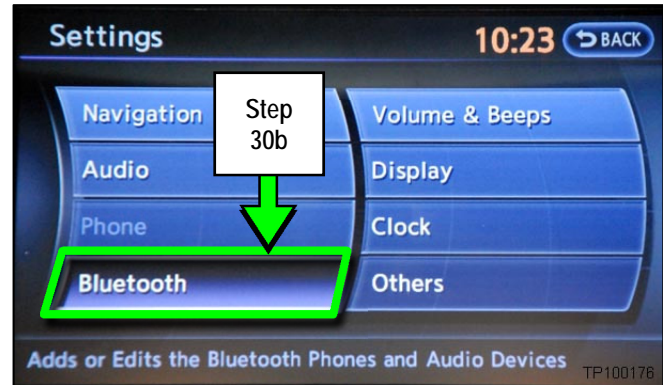 Settings
10:23 BACK
Navigation
Step
30b
Volume & Beeps
Audio
Display
Phone
Clock
Bluetooth
Others
Adds or Edits the Bluetooth Phones and Audio Devices
TP100176